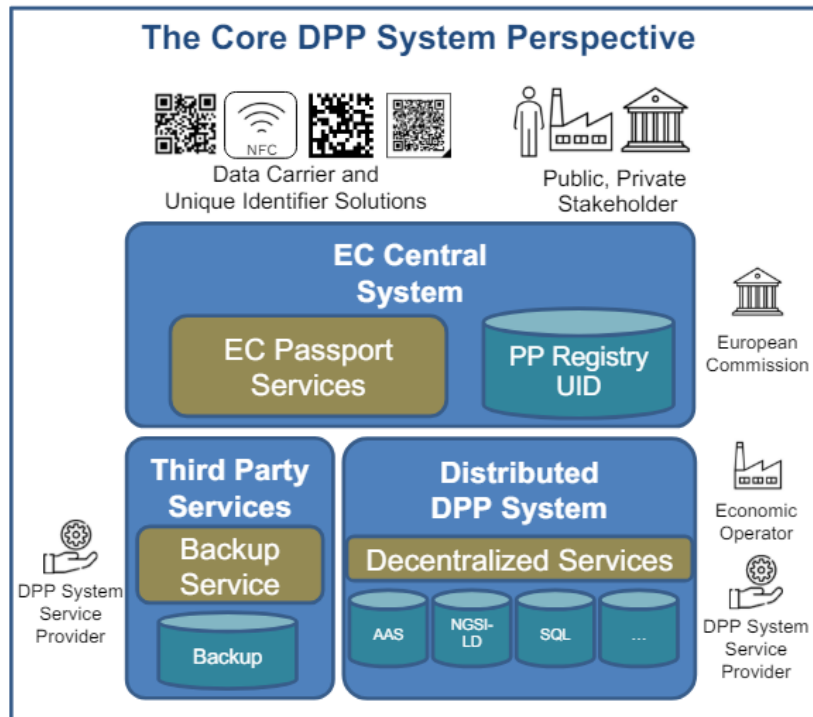 The Core DPP System Perspective
NFC
Data Carrier and
Unique Identifier Solutions
Public, Private
Stakeholder
EC Central
System
EC Passport
Services
PP Registry
UID
European
Commission
Third Party
Services
Backup
Service
Backup
DPP System
Service
Provider
Distributed
DPP System
Decentralized Services
AAS
NGSI-
LD
SQL
...
Economic
Operator
DPP System
Service
Provider